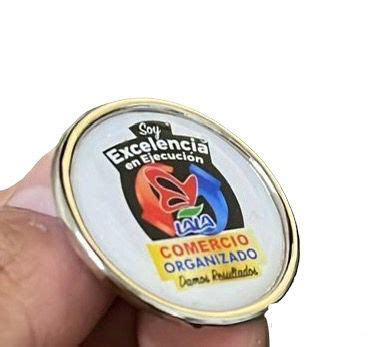 Soy
Excelencia
en Ejecución
LALA
COMERCIO
ORGANIZADO
Damos Resultados